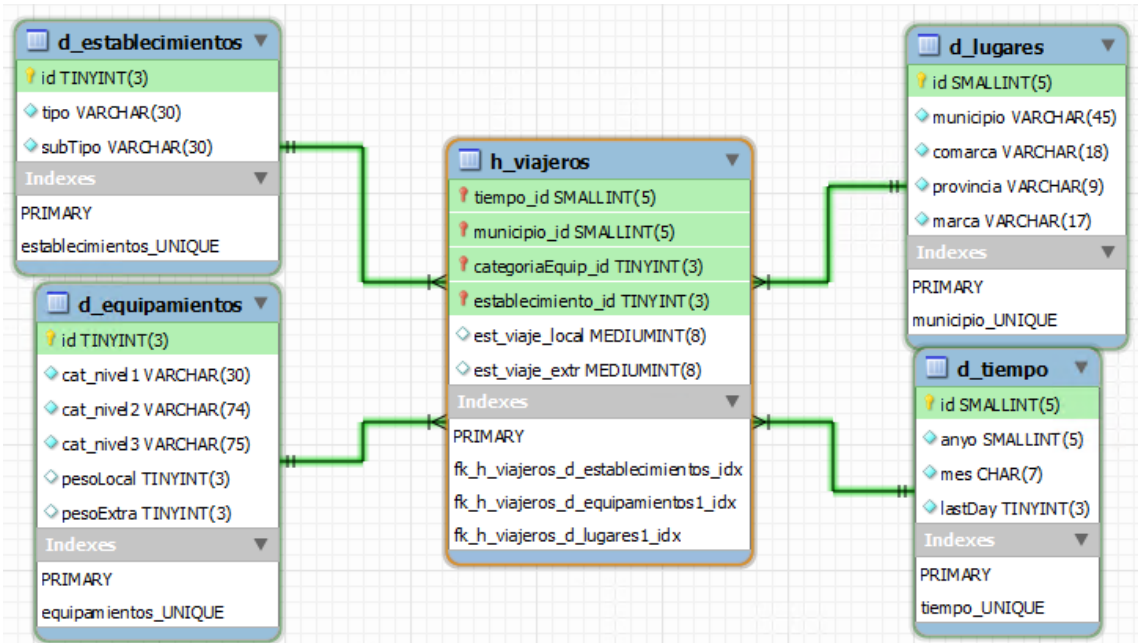 d_establecimientos
id TINYINT(3)
tipo VARCHAR(30)
subTipo VARCHAR(30)
Indexes
PRIMARY
establecimientos_UNIQUE
d_equipamientos
id TINYINT(3)
cat_nivel1 VARCHAR(30)
cat_nivel2 VARCHAR(74)
cat_nivel3 VARCHAR(75)
pesoLocal TINYINT(3)
pesoExtra TINYINT(3)
Indexes
PRIMARY
equipamientos_UNIQUE
h_viajeros
tiempo_id SMALLINT(5)
municipio_id SMALLINT(5)
categoriaEquip_id TINYINT(3)
establecimiento_id TINYINT(3)
est_viaje_local MEDIUMINT(8)
est_viaje_extr MEDIUMINT(8)
Indexes
PRIMARY
fk_h_viajeros_d_establecimientos_idx
fk_h_viajeros_d_equipamientos1_idx
fk_h_viajeros_d_lugares1_idx
d_lugares
id SMALLINT(5)
municipio VARCHAR(45)
comarca VARCHAR(18)
provincia VARCHAR(9)
marca VARCHAR(17)
Indexes
PRIMARY
municipio_UNIQUE
d_tiempo
id SMALLINT(5)
anyo SMALLINT(5)
mes CHAR(7)
lastDay TINYINT(3)
Indexes
PRIMARY
tiempo_UNIQUE